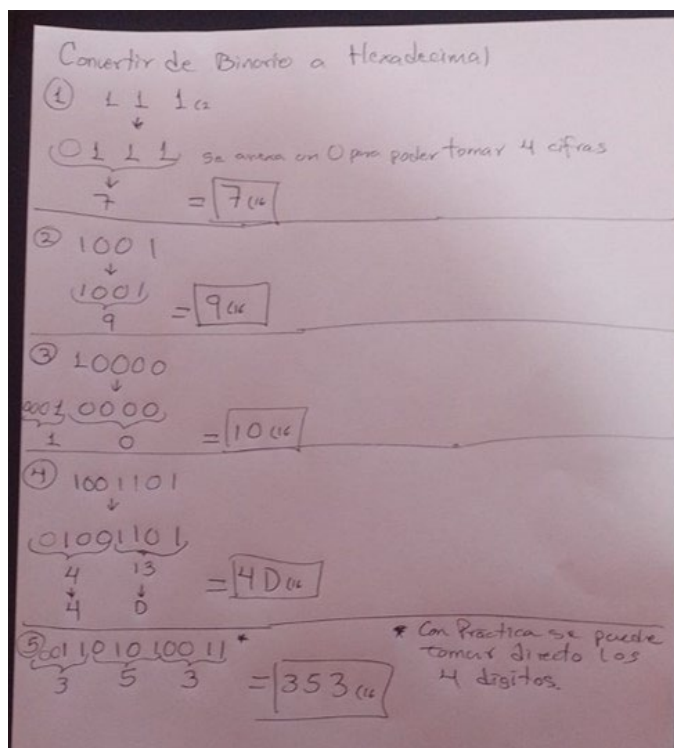 Convertir de Binario a Hexadecimal
① 1 1 1 (2
↓
0 1 1 1 Se a un 0 para poder tomar 4 cifras
↓
7 = 7 (16
② 1001
↓
1001
9 = 9 (16
③ 10000
↓
0001 0000
1 0 = 10 (16
④ 1001101
↓
0100 1101
4 13 = 4D (16
↓ ↓
4 D
⑤ 0011 0101 0011 *
3 5 3 = 353 (16
* Con Practica se puede
tomar directo los
4 digitos.